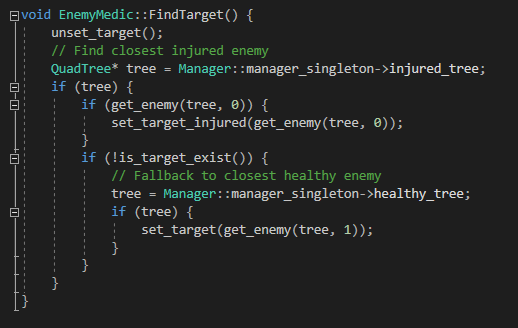 void EnemyMedic::FindTarget() {
    unset_target();
    // Find closest injured enemy
    QuadTree* tree = Manager::manager_singleton->injured_tree;
    if (tree) {
        if (get_enemy(tree, 0)) {
            set_target_injured(get_enemy(tree, 0));
        }
        if (!is_target_exist()) {
            // Fallback to closest healthy enemy
            tree = Manager::manager_singleton->healthy_tree;
            if (tree) {
                set_target(get_enemy(tree, 1));
            }
        }
    }
}